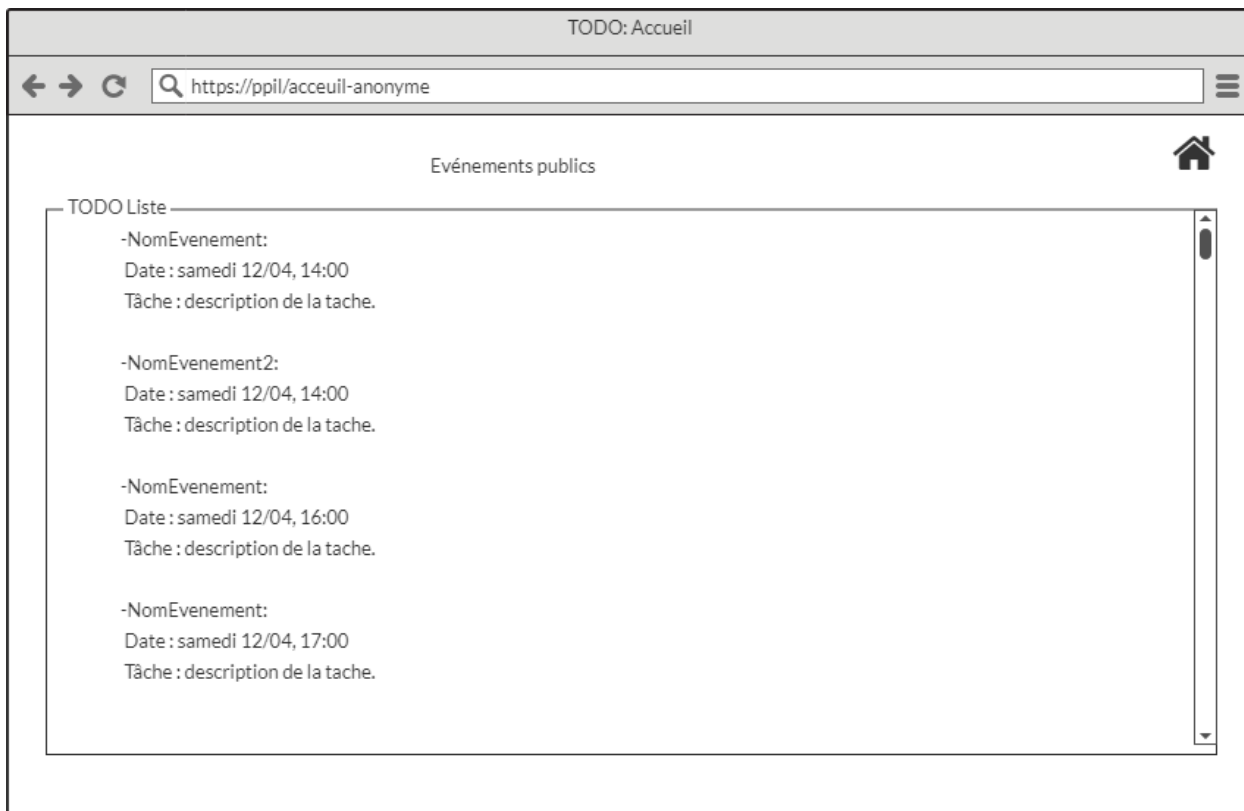 TODO: Accueil
https://ppil/acceuil-anonyme
Evénements publics
TODO Liste
-NomEvenement:
Date : samedi 12/04, 14:00
Tâche : description de la tache.
-NomEvenement2:
Date : samedi 12/04, 14:00
Tâche : description de la tache.
-NomEvenement:
Date : samedi 12/04, 16:00
Tâche : description de la tache.
-NomEvenement:
Date : samedi 12/04, 17:00
Tâche : description de la tache.